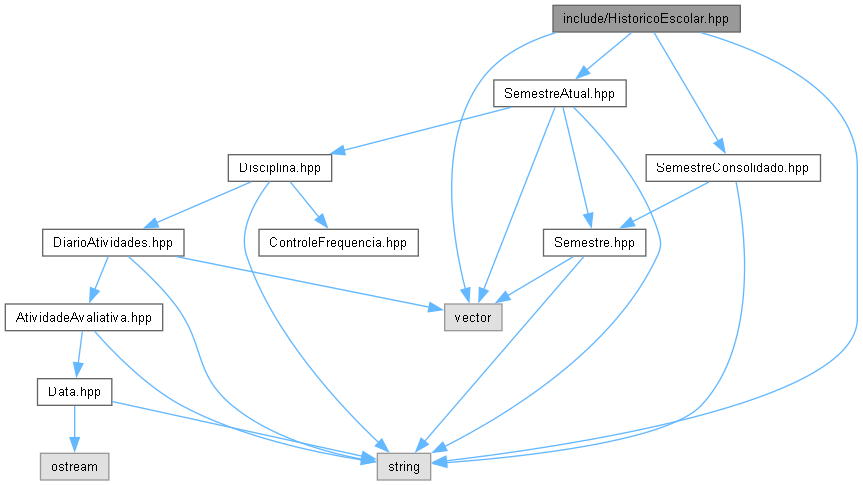 include/HistoricoEscolar.hpp
SemestreAtual.hpp
Disciplina.hpp
SemestreConsolidado.hpp
DiarioAtividades.hpp
ControleFrequencia.hpp
Semestre.hpp
AtividadeAvaliativa.hpp
vector
Data.hpp
ostream
string